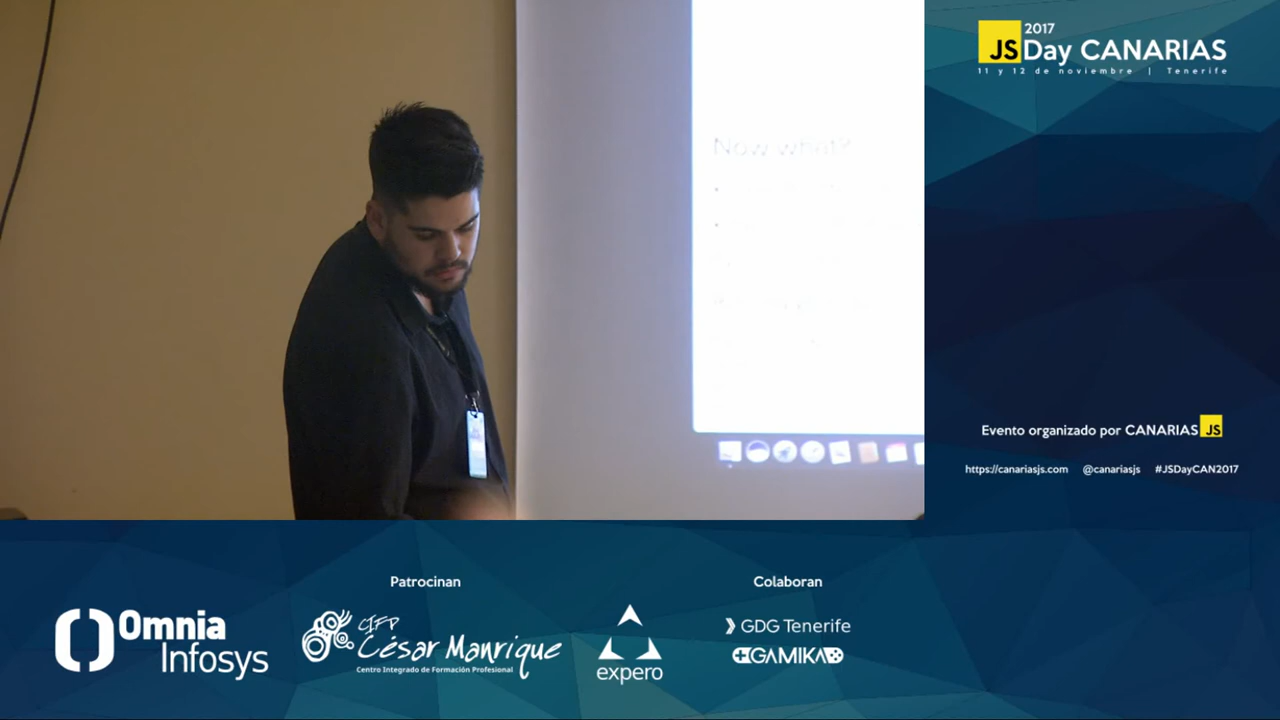 2017
JS Day CANARIAS
11 y 12 de noviembre | Tenerife
Now what?
Evento organizado por CANARIAS JS
https://canariasjs.com @canariasjs #JSDayCAN2017
Patrocinan
Colaboran
Omnia
Infosys
CIFP
César Manrique
Centro Integrado de Formación Profesional
expero
GDG Tenerife
GAMIKA